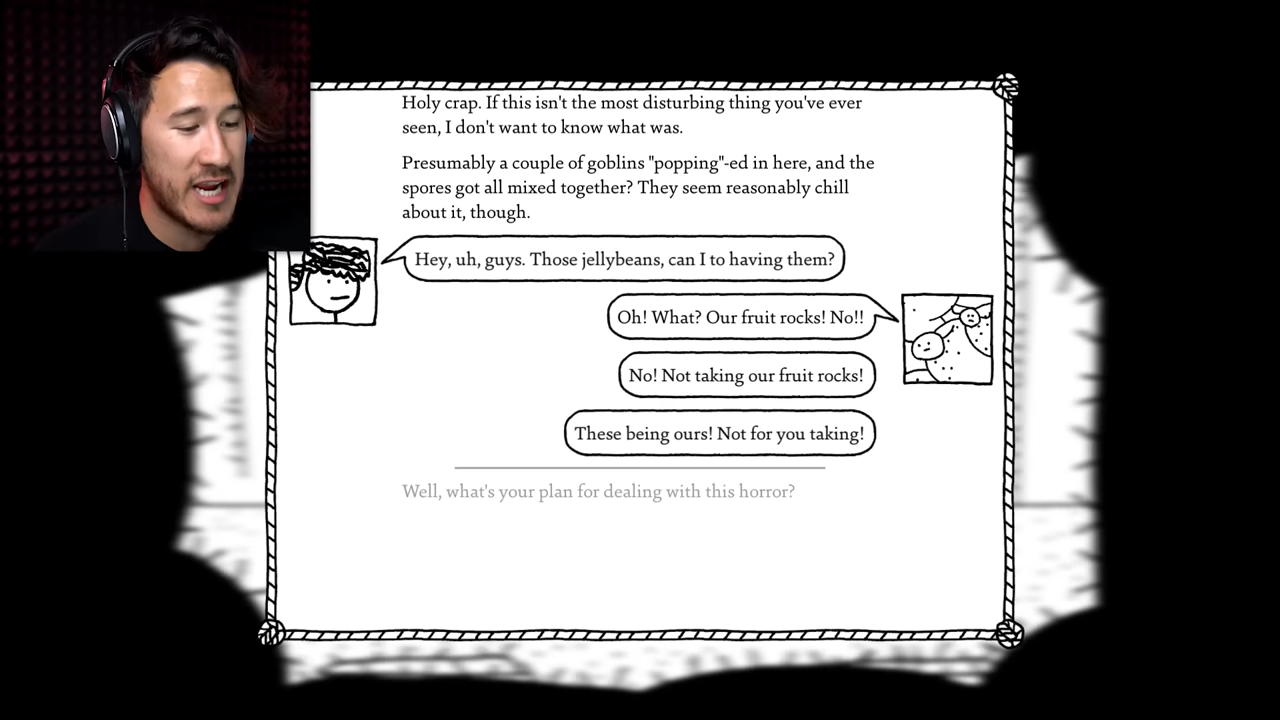 Holy crap. If this isn't the most disturbing thing you've ever
seen, I don't want to know what was.
Presumably a couple of goblins "popping"-ed in here, and the
spores got all mixed together? They seem reasonably chill
about it, though.
Hey, uh, guys. Those jellybeans, can I to having them?
Oh! What? Our fruit rocks! No!!
No! Not taking our fruit rocks!
These being ours! Not for you taking!
Well, what's your plan for dealing with this horror?